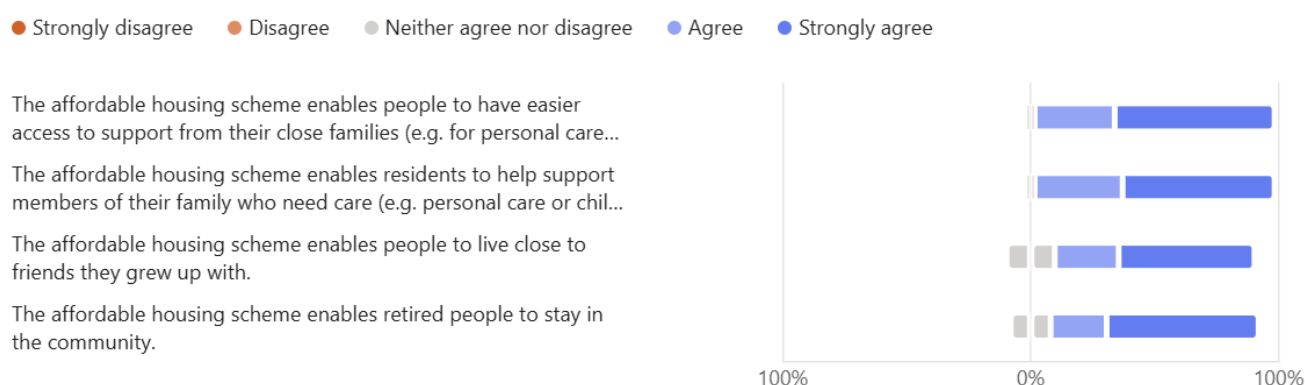 Strongly disagree Disagree Neither agree nor disagree Agree Strongly agree
The affordable housing scheme enables people to have easier
access to support from their close families (e.g. for personal care...
The affordable housing scheme enables residents to help support
members of their family who need care (e.g. personal care or chil...
The affordable housing scheme enables people to live close to
friends they grew up with.
The affordable housing scheme enables retired people to stay in
the community.
100% 0% 100%